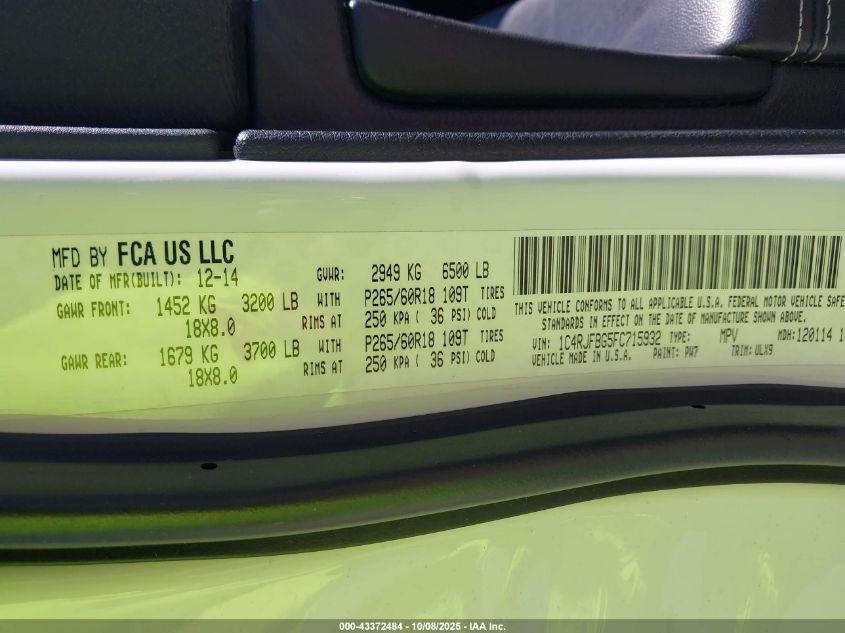 MFD BY FCA US LLC
DATE OF MFR(BUILT): 12-14 GVWR: 2949 KG 6500 LB
GAWR FRONT: 1452 KG 3200 LB WITH P265/60R18 109T TIRES
18X8.0 RIMS AT 250 KPA ( 36 PSI) COLD
GAWR REAR: 1679 KG 3700 LB WITH P265/60R18 109T TIRES
18X8.0 RIMS AT 250 KPA ( 36 PSI) COLD
THIS VEHICLE CONFORMS TO ALL APPLICABLE U.S.A. FEDERAL MOTOR VEHICLE SAFE
STANDARDS IN EFFECT ON THE DATE OF MANUFACTURE SHOWN ABOVE.
VIN: 1C4RJFBG5FC715932 TYPE: MPV MDH:120114 1
VEHICLE MADE IN U.S.A. PAINT: PW7 TRIM: ULX9
000-43372484 - 10/08/2025 - IAA Inc.